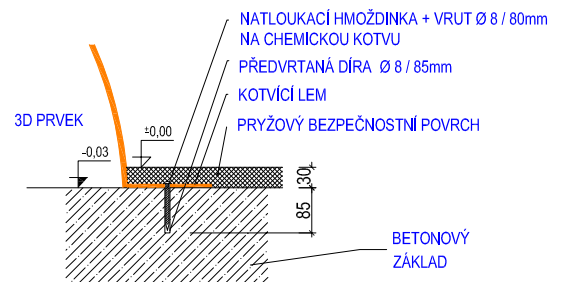 NATLOUKACÍ HMOŽDINKA + VRUT Ø 8 / 80mm
NA CHEMICKOU KOTVU
PŘEDVRTANÁ DÍRA Ø 8 / 85mm
KOTVÍCÍ LEM
3D PRVEK
PRYŽOVÝ BEZPEČNOSTNÍ POVRCH
±0,00
-0,03
30
85
BETONOVÝ
ZÁKLAD